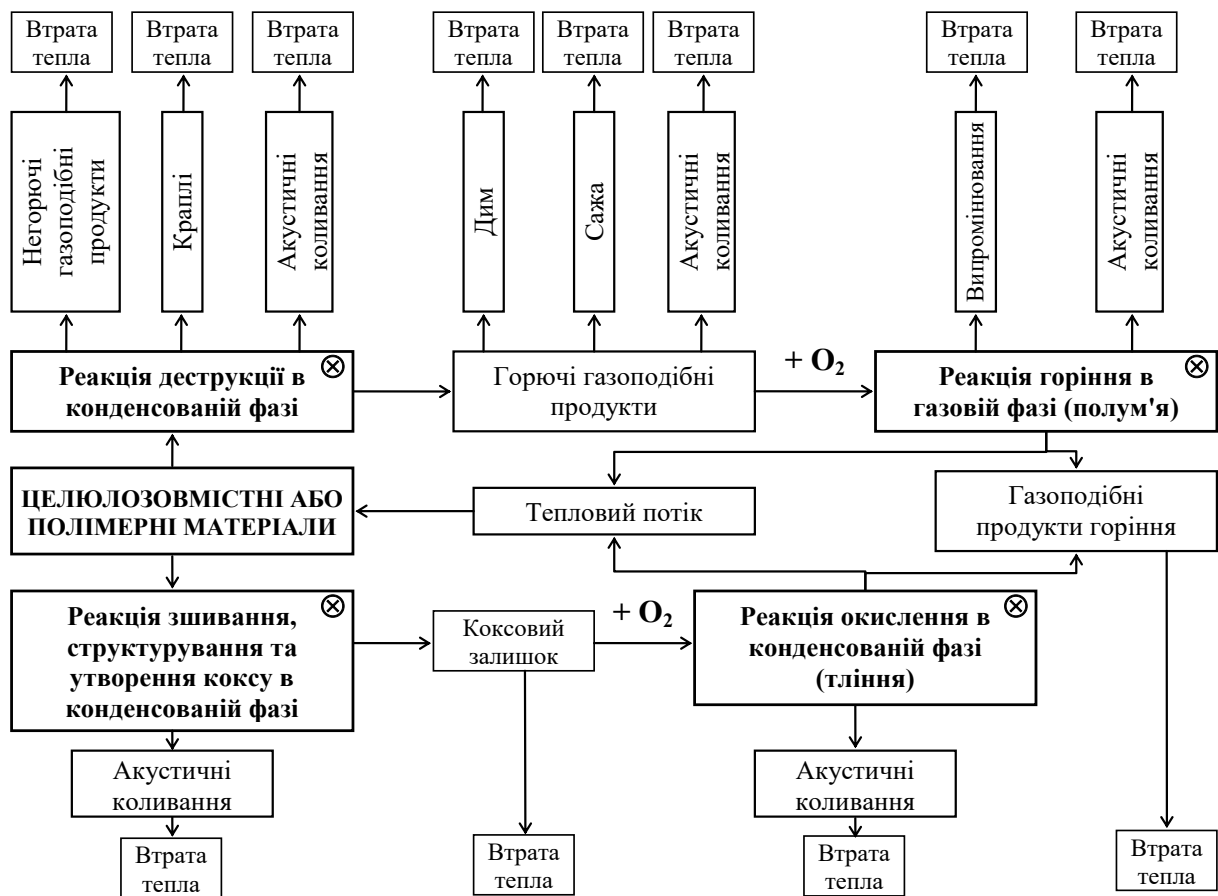 Втрата
тепла
Втрата
тепла
Втрата
тепла
Втрата
тепла
Втрата
тепла
Втрата
тепла
Втрата
тепла
Втрата
тепла
Негорючі
газоподібні
продукти
Краплі
Акустичні
коливання
Дим
Сажа
Акустичні
коливання
Випромінювання
Акустичні
коливання
Реакція деструкції в
конденсованій фазі
Горючі газоподібні
продукти
+ O₂
Реакція горіння в
газовій фазі (полум'я)
ЦЕЛЮЛОЗОВМІСТНІ АБО
ПОЛІМЕРНІ МАТЕРІАЛИ
Тепловий потік
Газоподібні
продукти горіння
Реакція зшивання,
структурування та
утворення коксу в
конденсованій фазі
Коксовий
залишок
+ O₂
Реакція окислення в
конденсованій фазі
(тління)
Акустичні
коливання
Акустичні
коливання
Втрата
тепла
Втрата
тепла
Втрата
тепла
Втрата
тепла